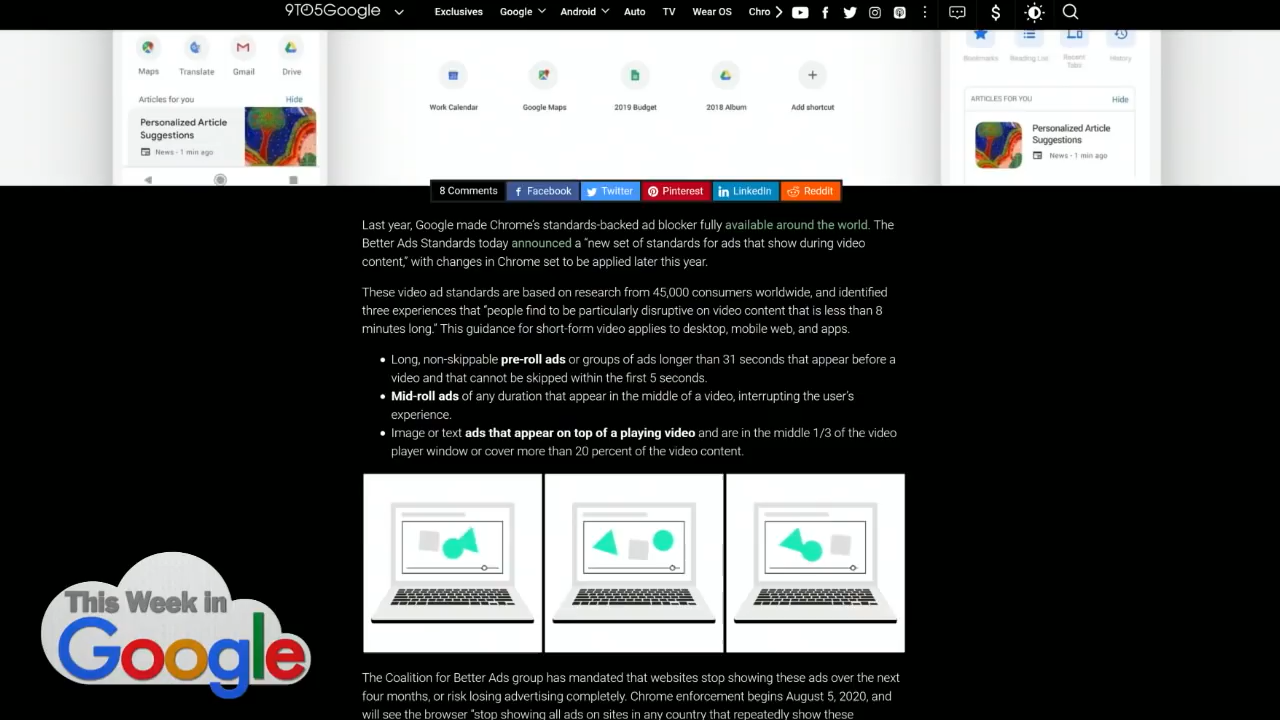 9TO5Google Exclusives Google Android Auto TV Wear OS Chro
Maps Translate Gmail Drive
Articles for you Hide
Personalized Article
Suggestions
News - 1 min ago
Work Calendar Google Maps 2019 Budget 2018 Album Add shortcut
Bookmarks Reading List Recent Tabs History
ARTICLES FOR YOU Hide
Personalized Article
Suggestions
News - 1 min ago
8 Comments Facebook Twitter Pinterest LinkedIn Reddit
Last year, Google made Chrome's standards-backed ad blocker fully available around the world. The
Better Ads Standards today announced a “new set of standards for ads that show during video
content,” with changes in Chrome set to be applied later this year.
These video ad standards are based on research from 45,000 consumers worldwide, and identified
three experiences that “people find to be particularly disruptive on video content that is less than 8
minutes long.” This guidance for short-form video applies to desktop, mobile web, and apps.
Long, non-skippable pre-roll ads or groups of ads longer than 31 seconds that appear before a
video and that cannot be skipped within the first 5 seconds.
Mid-roll ads of any duration that appear in the middle of a video, interrupting the user's
experience.
Image or text ads that appear on top of a playing video and are in the middle 1/3 of the video
player window or cover more than 20 percent of the video content.
This Week in
Google
The Coalition for Better Ads group has mandated that websites stop showing these ads over the next
four months, or risk losing advertising completely. Chrome enforcement begins August 5, 2020, and
will see the browser “stop showing all ads on sites in any country that repeatedly show these